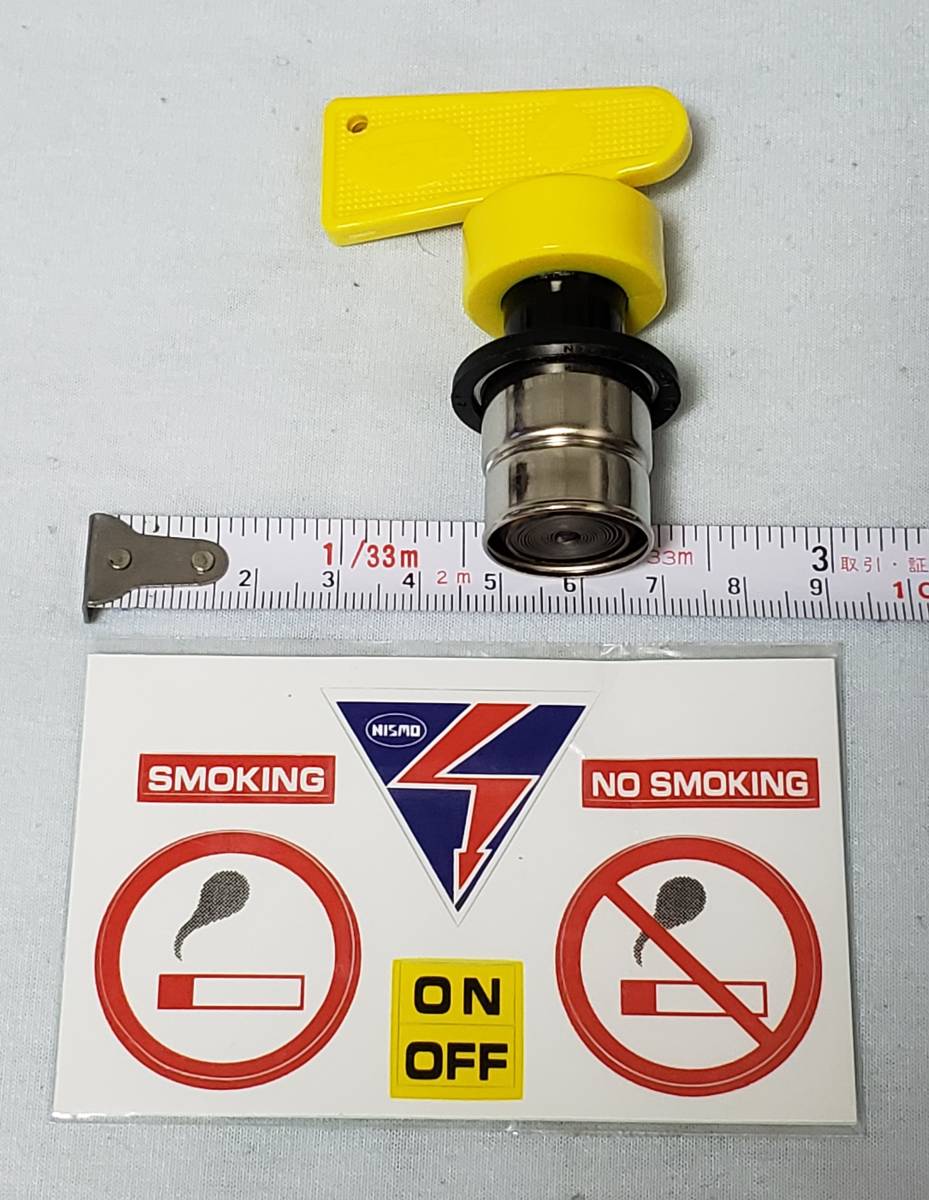 1 /33m
33m
3
取引・証
2 3 4 2m 5 6 7 8 9 1
NISMO
SMOKING
NO SMOKING
ON
OFF